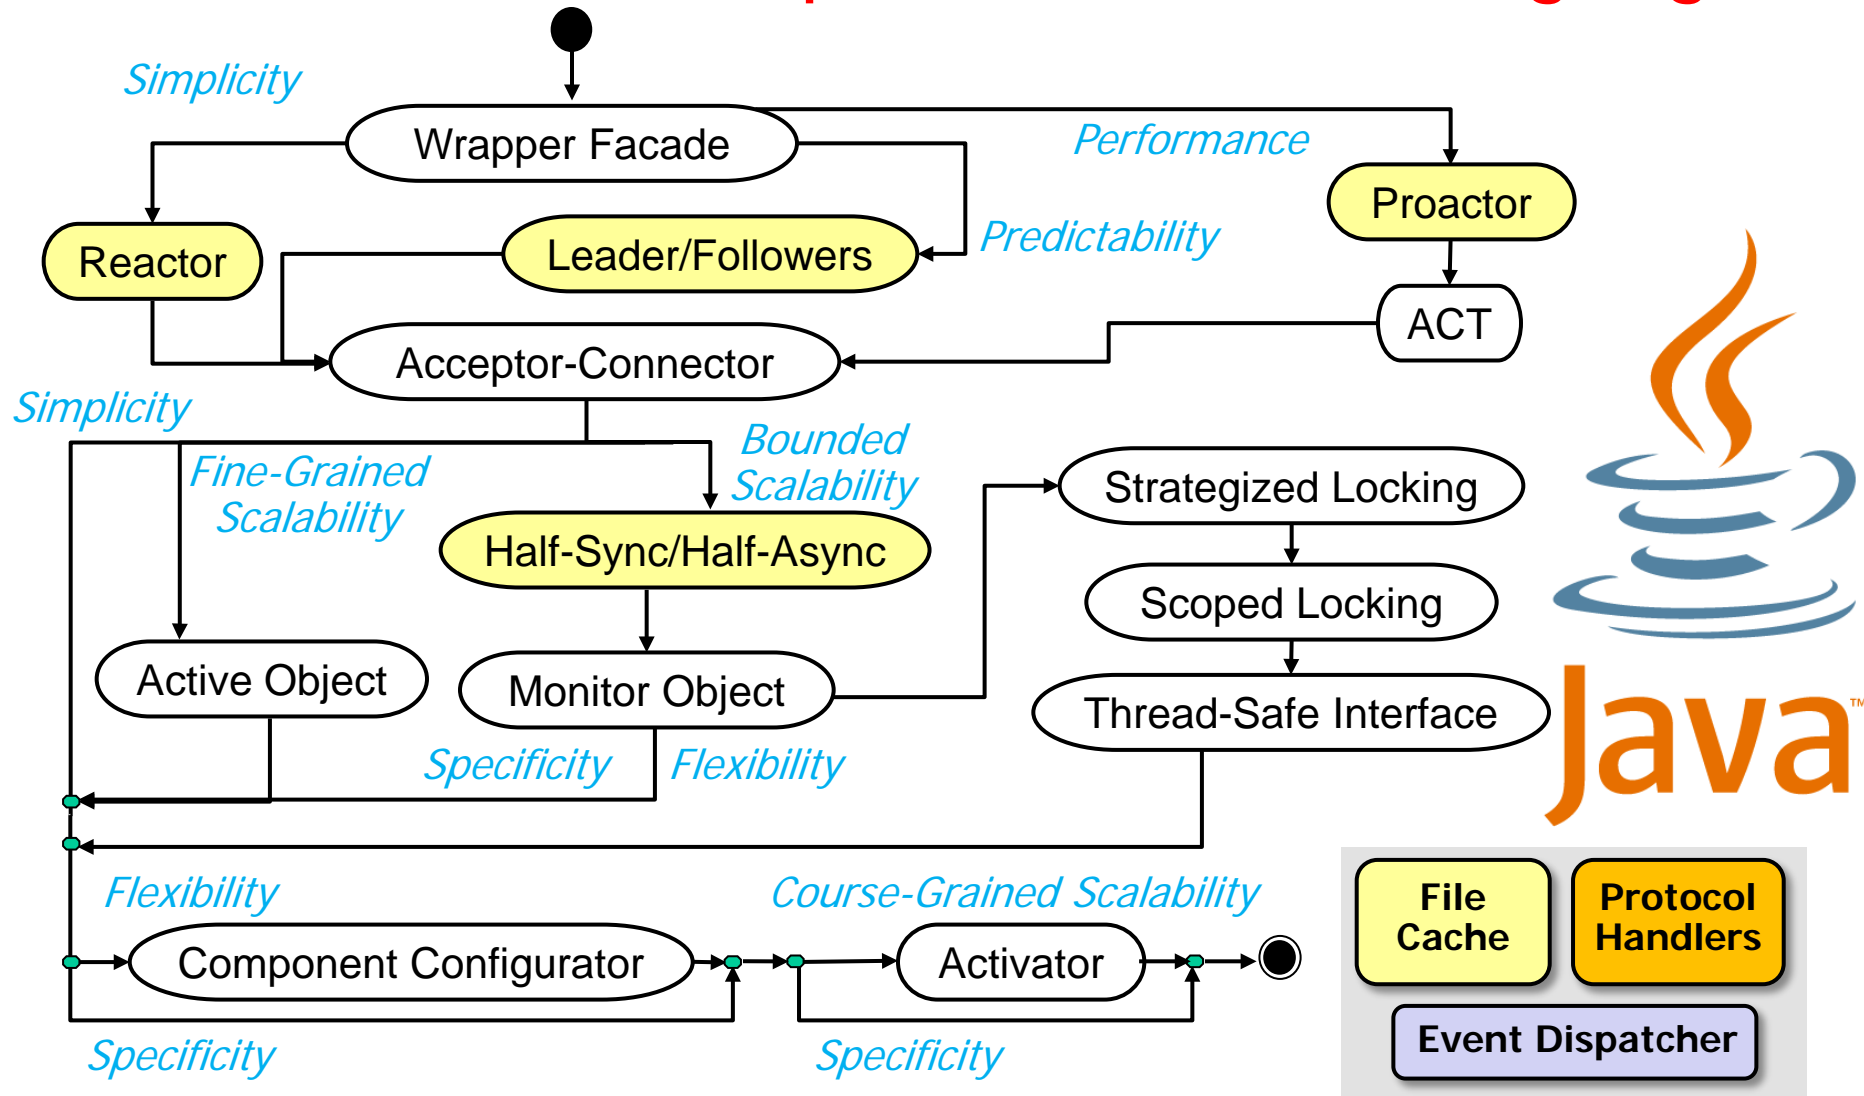 Simplicity
Wrapper Facade
Performance
Proactor
Reactor
Leader/Followers
Predictability
ACT
Acceptor-Connector
Simplicity
Fine-Grained
Scalability
Bounded
Scalability
Strategized Locking
Half-Sync/Half-Async
Scoped Locking
Active Object
Monitor Object
Thread-Safe Interface
Specificity
Flexibility
Java™
Flexibility
Course-Grained Scalability
File
Cache
Protocol
Handlers
Component Configurator
Activator
Event Dispatcher
Specificity
Specificity